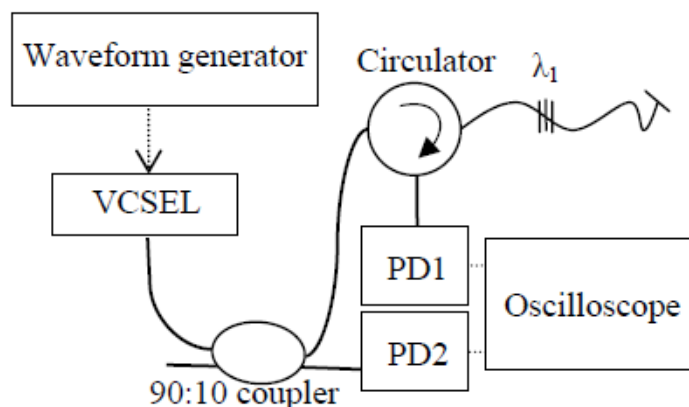 Waveform generator
Circulator
λ₁
VCSEL
PD1
Oscilloscope
PD2
90:10 coupler